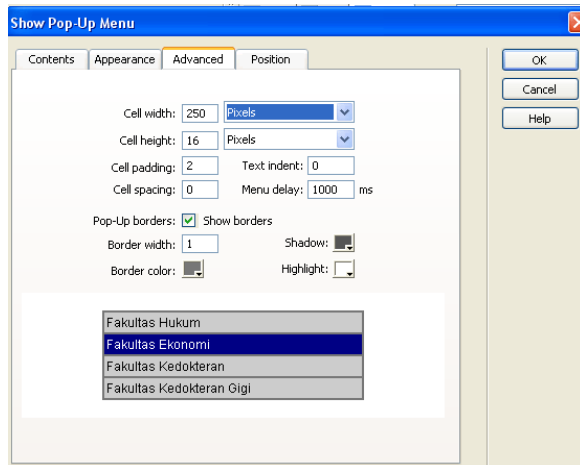 Show Pop-Up Menu
Contents Appearance Advanced Position
OK
Cancel
Help
Cell width: 250 Pixels
Cell height: 16 Pixels
Cell padding: 2 Text indent: 0
Cell spacing: 0 Menu delay: 1000 ms
Pop-Up borders: Show borders
Border width: 1 Shadow:
Border color: Highlight:
Fakultas Hukum
Fakultas Ekonomi
Fakultas Kedokteran
Fakultas Kedokteran Gigi